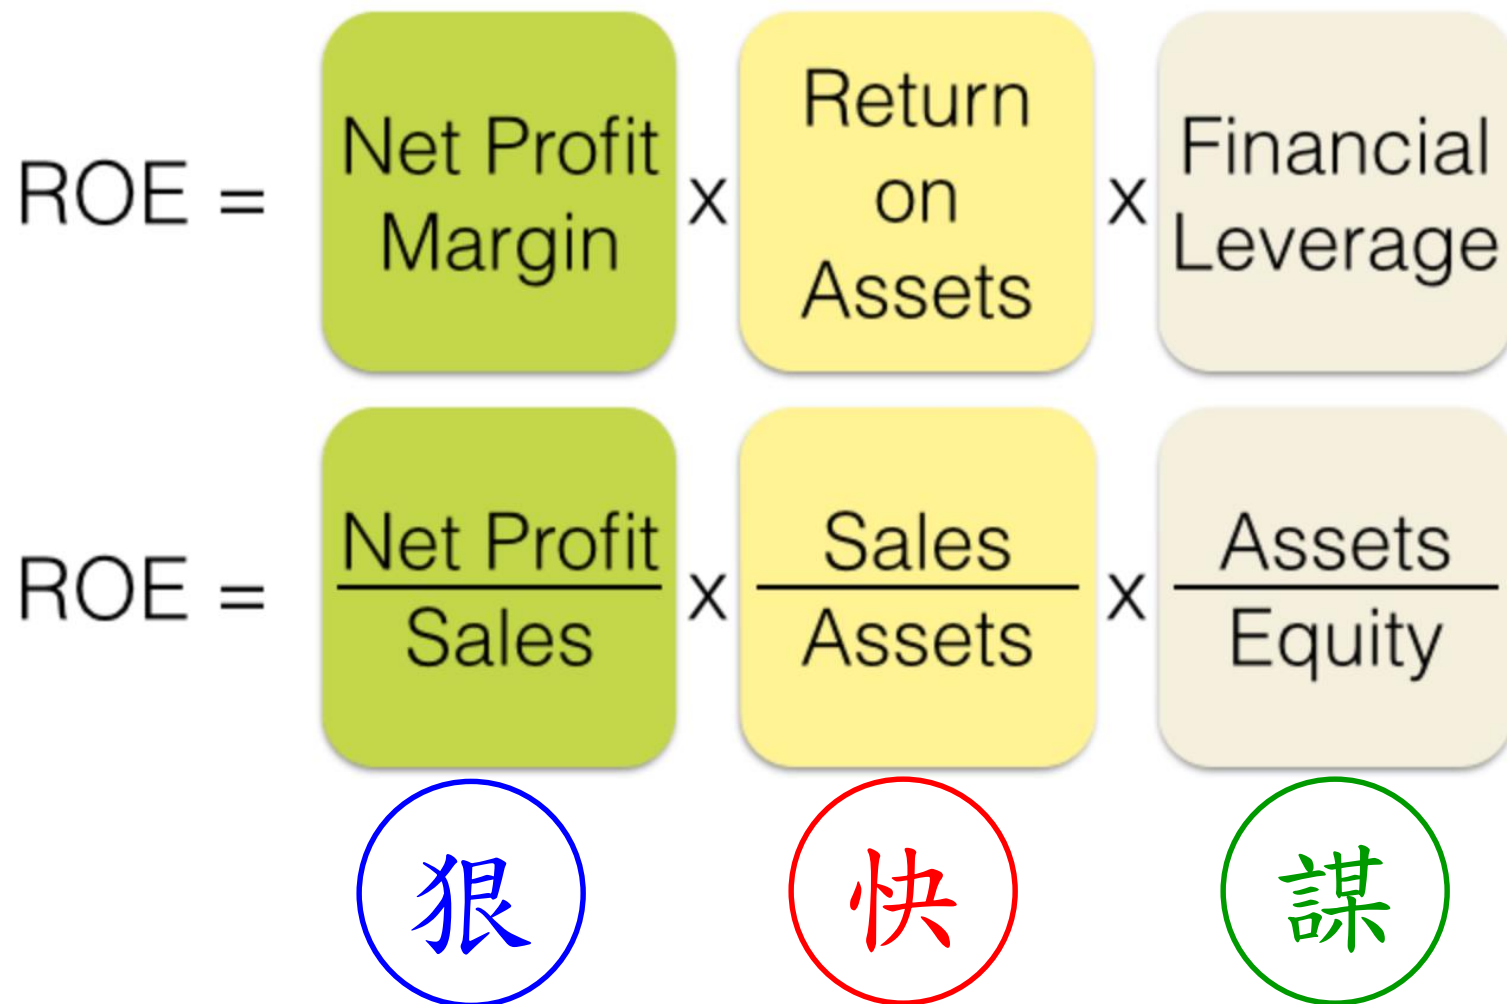 ROE = Net Profit Margin x Return on Assets x Financial Leverage
ROE = Net Profit / Sales x Sales / Assets x Assets / Equity
狠 快 謀